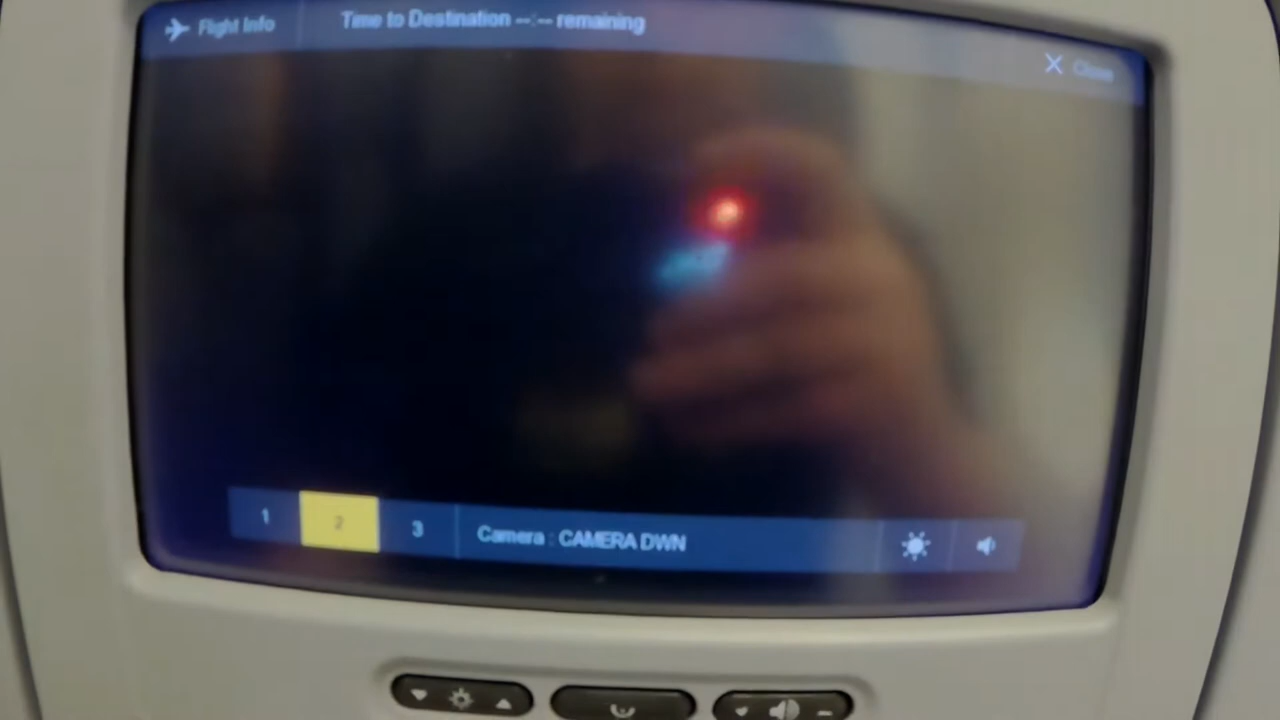 Flight Info
Time to Destination --:-- remaining
Close
1
2
3
Camera : CAMERA DWN